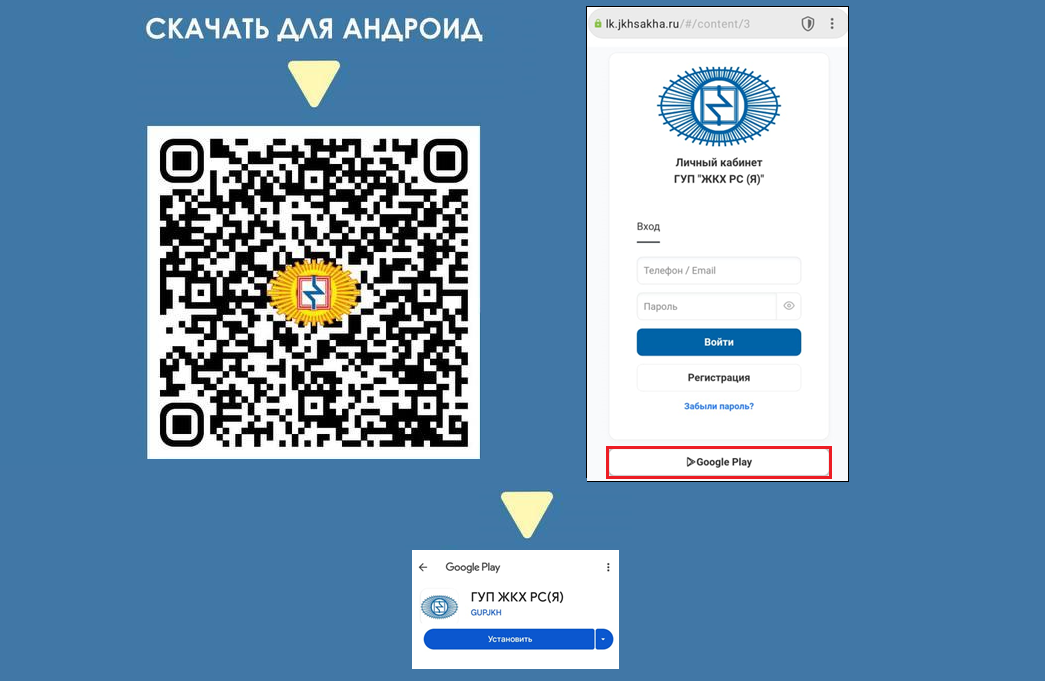 СКАЧАТЬ ДЛЯ АНДРОИД
lk.jkhsakha.ru/#/content/3
Личный кабинет
ГУП "ЖКХ РС (Я)"
Вход
Телефон / Email
Пароль
Войти
Регистрация
Забыли пароль?
Google Play
Google Play
ГУП ЖКХ РС(Я)
GUPJKH
Установить